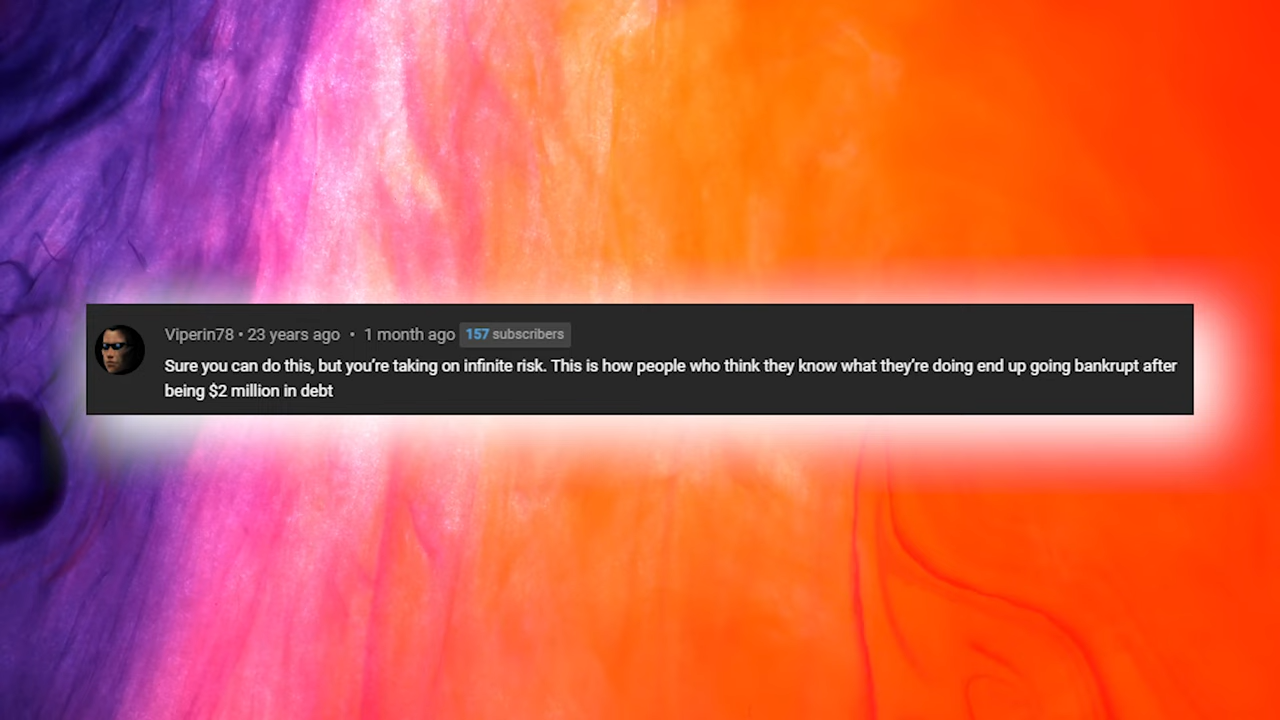 Viperin78 • 23 years ago • 1 month ago 157 subscribers
Sure you can do this, but you're taking on infinite risk. This is how people who think they know what they're doing end up going bankrupt after
being $2 million in debt